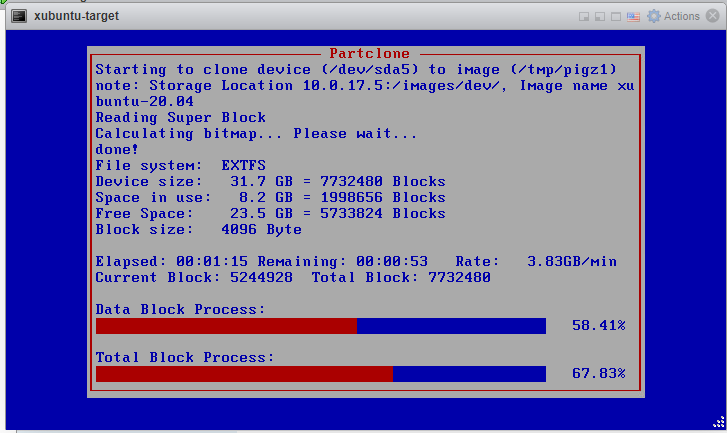 xubuntu-target
Actions
Partclone
Starting to clone device (/dev/sda5) to image (/tmp/pigz1)
note: Storage Location 10.0.17.5:/images/dev/, Image name xu
buntu-20.04
Reading Super Block
Calculating bitmap... Please wait...
done!
File system:  EXTFS
Device size:   31.7 GB = 7732480 Blocks
Space in use:   8.2 GB = 1998656 Blocks
Free Space:    23.5 GB = 5733824 Blocks
Block size:   4096 Byte
Elapsed: 00:01:15 Remaining: 00:00:53   Rate:   3.83GB/min
Current Block: 5244928  Total Block: 7732480
Data Block Process:
58.41%
Total Block Process:
67.83%